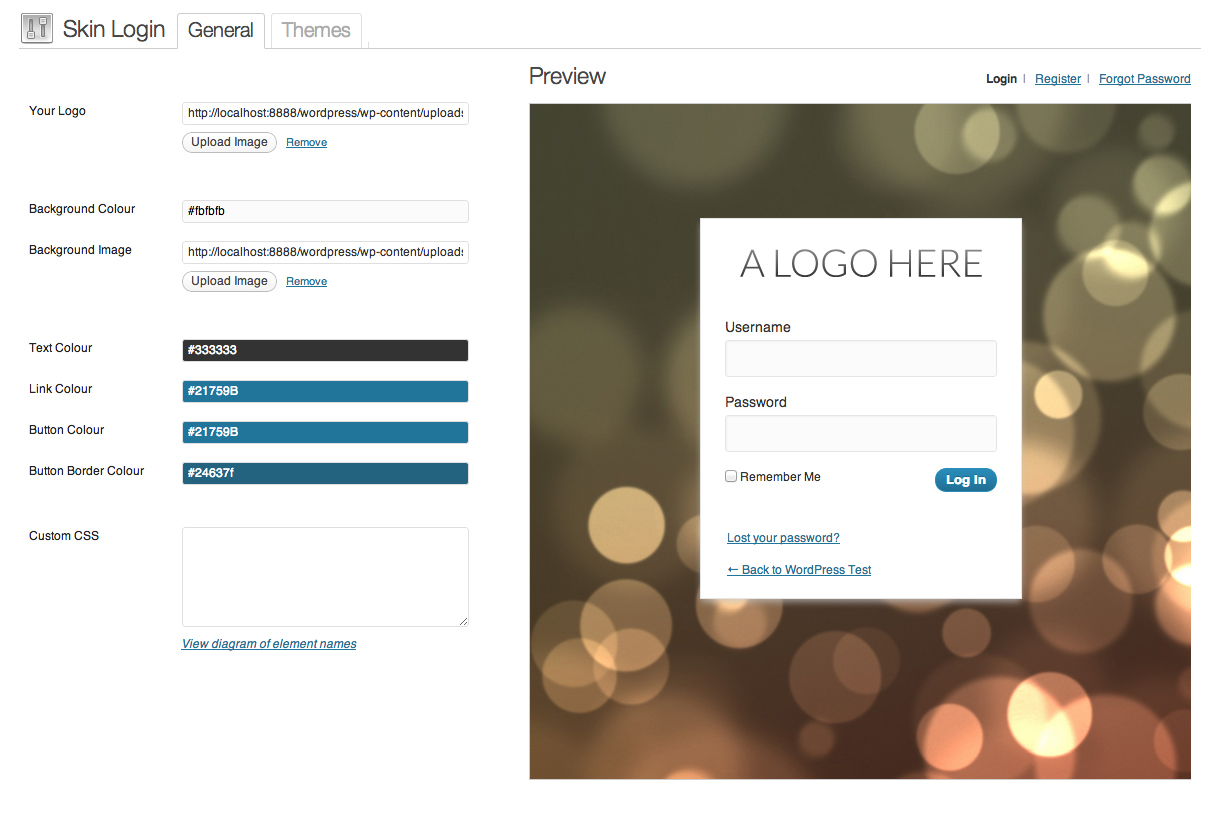 Skin Login
General
Themes
Your Logo
http://localhost:8888/wordpress/wp-content/uploads
Upload Image
Remove
Background Colour
#fbfbfb
Background Image
http://localhost:8888/wordpress/wp-content/uploads
Upload Image
Remove
Text Colour
#333333
Link Colour
#21759B
Button Colour
#21759B
Button Border Colour
#24637f
Custom CSS
View diagram of element names
Preview
Login | Register | Forgot Password
A LOGO HERE
Username
Password
Remember Me
Log In
Lost your password?
← Back to WordPress Test